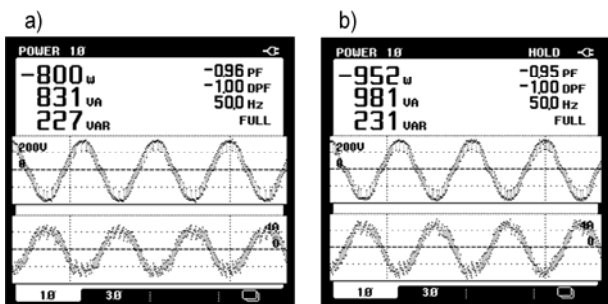 a)
POWER 1Ø
-800 W
831 VA
227 VAR
-0.96 PF
-1.00 DPF
50.0 Hz
FULL
200V
0
4A
0
1Ø 3Ø
b)
POWER 1Ø HOLD
-952 W
981 VA
231 VAR
-0.95 PF
-1.00 DPF
50.0 Hz
FULL
200V
0
4A
0
1Ø 3Ø